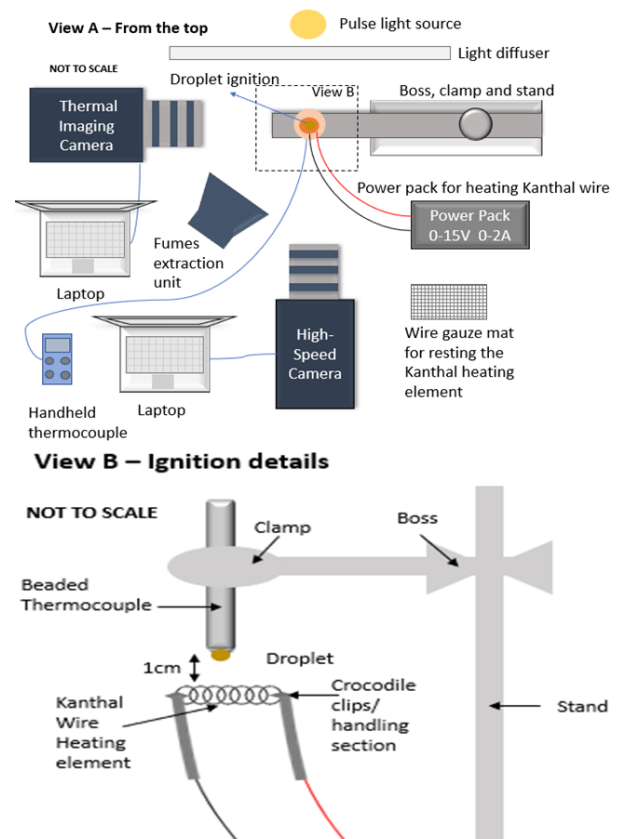 View A – From the top
Pulse light source
Light diffuser
NOT TO SCALE
Droplet ignition
View B
Boss, clamp and stand
Thermal
Imaging
Camera
Power pack for heating Kanthal wire
Power Pack
0-15V 0-2A
Fumes
extraction
unit
Laptop
High-
Speed
Camera
Wire gauze mat
for resting the
Kanthal heating
element
Handheld
thermocouple
Laptop
View B – Ignition details
NOT TO SCALE
Clamp
Boss
Beaded
Thermocouple
1cm
Droplet
Kanthal
Wire
Heating
element
Crocodile
clips/
handling
section
Stand